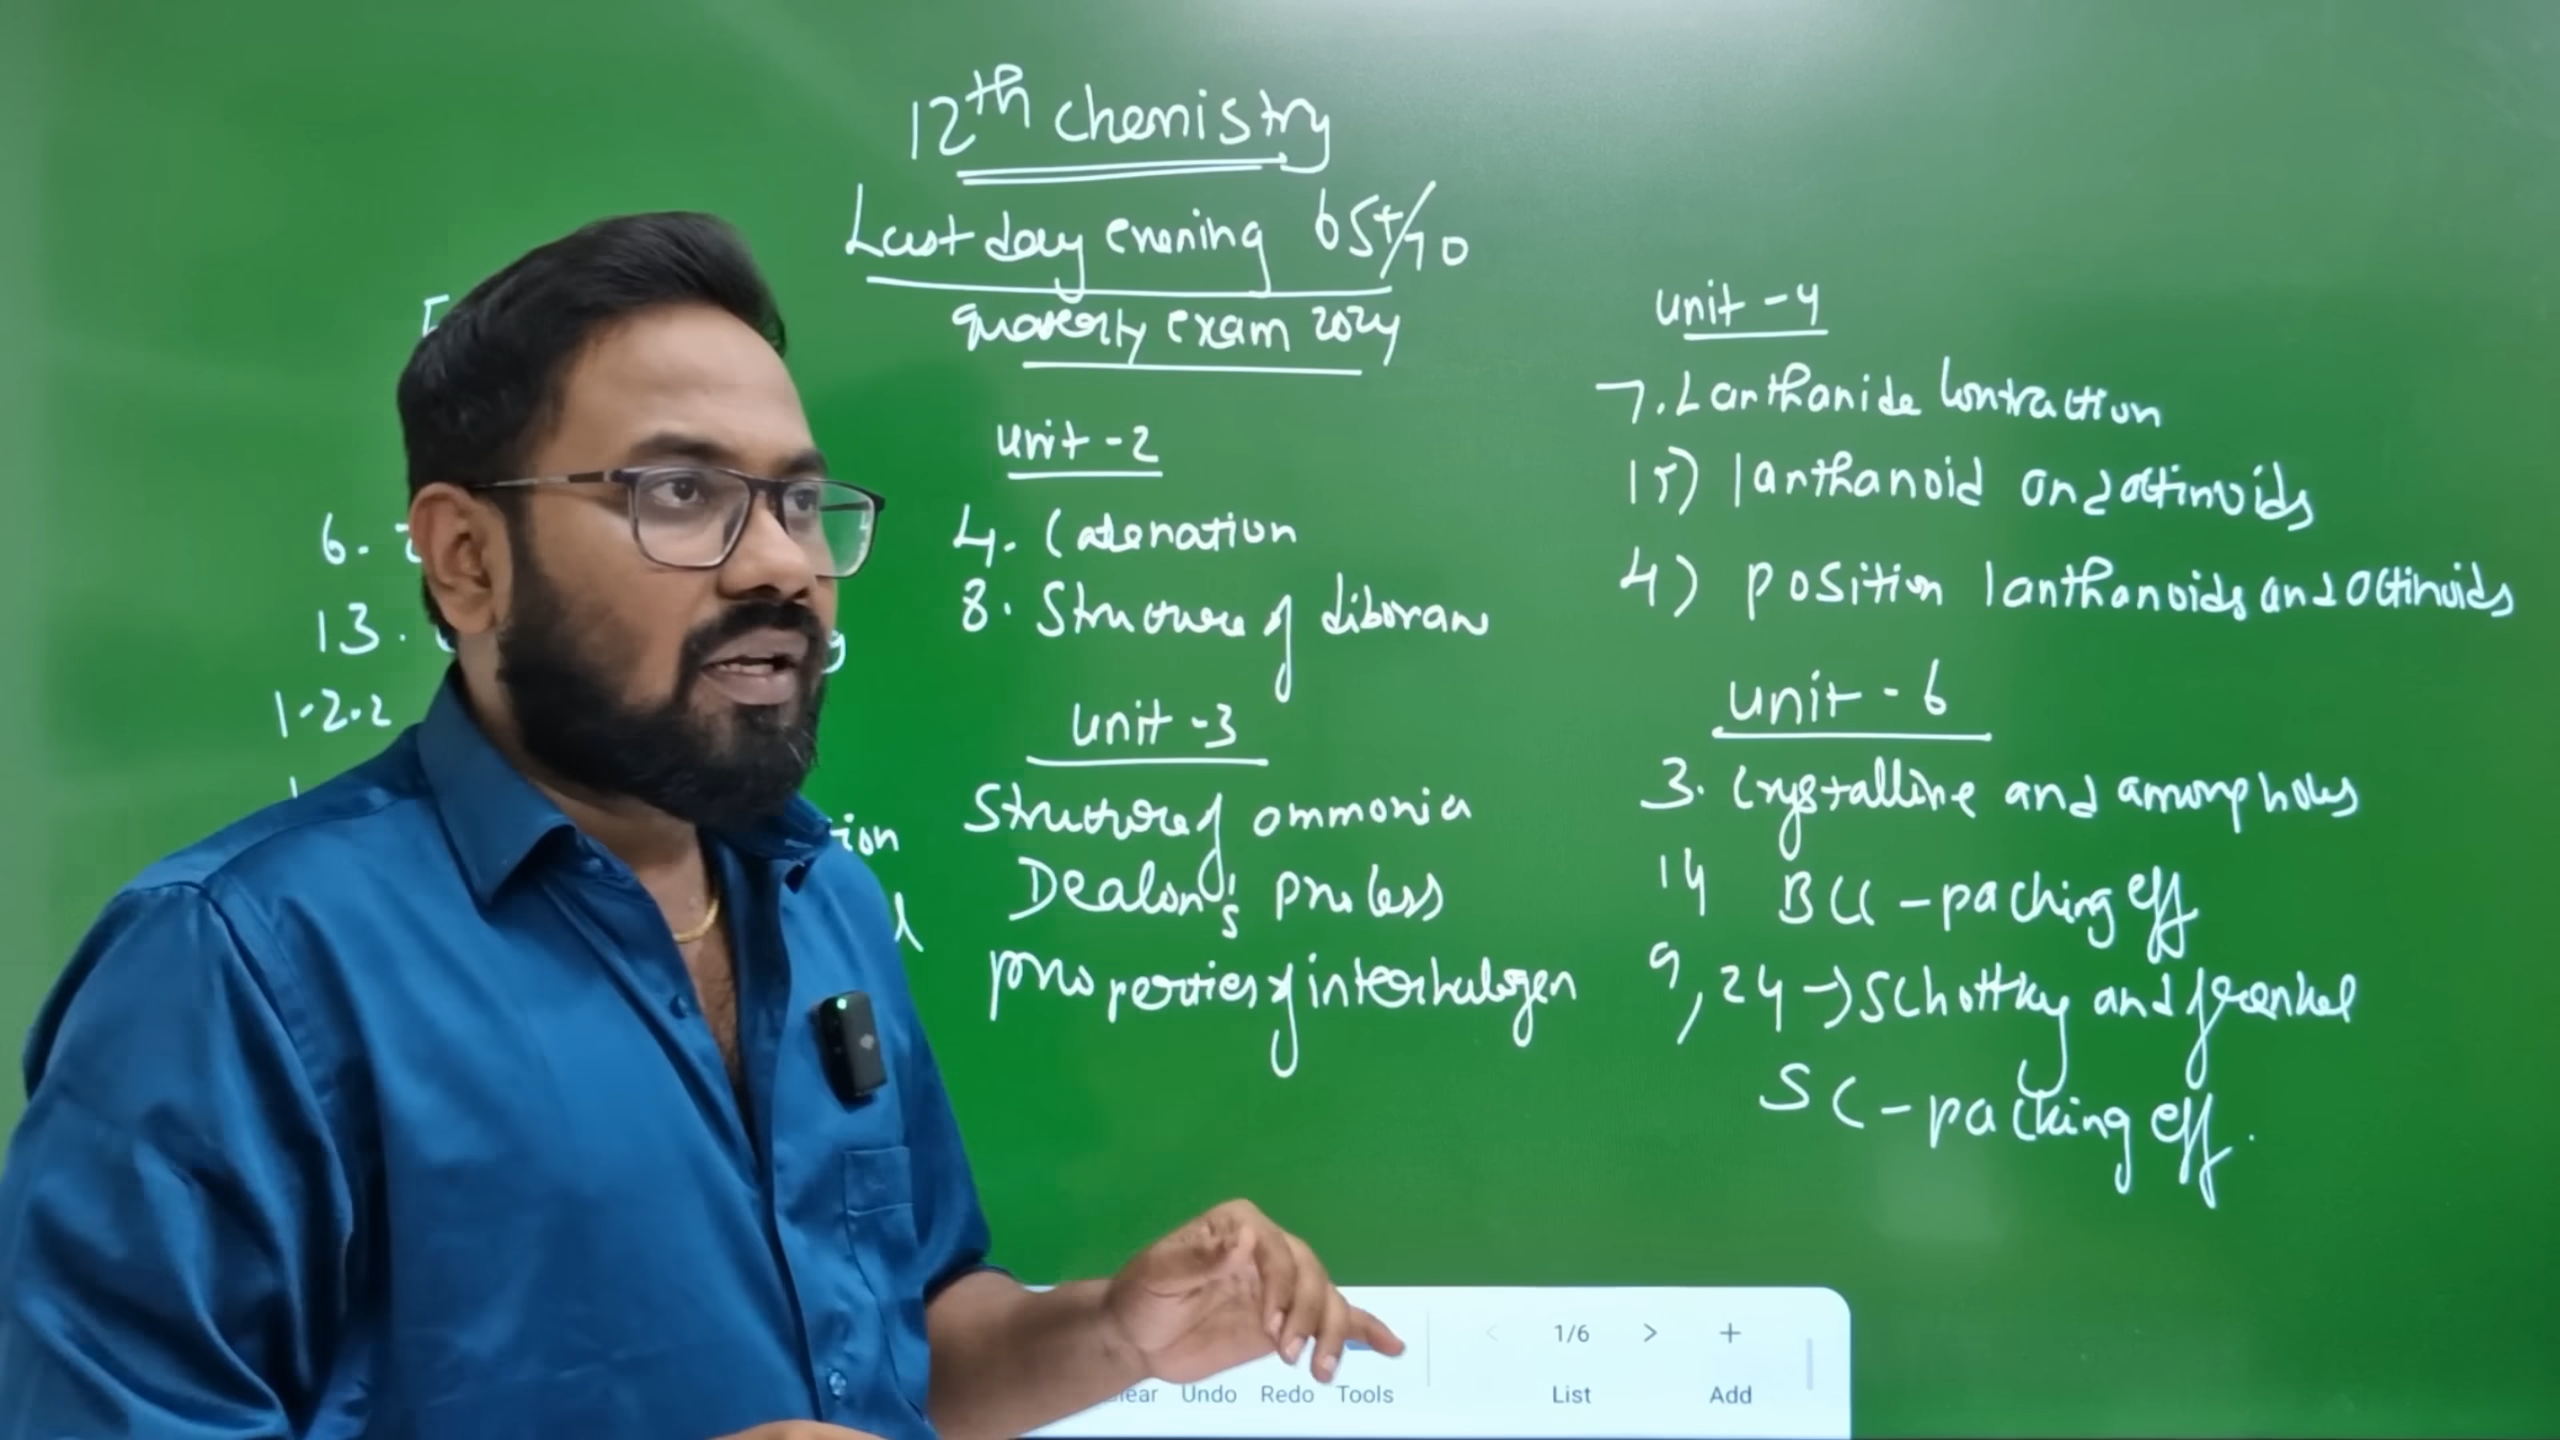 12th chemistry
Last day evening 65+/70
quaterly exam 2024
6.
13.
1.2.2
ion
unit -2
4. Catenation
8. Structure of diborane
unit -3
Structure of ammonia
Deacon's process
properties of interhalogen
unit -4
7. Lanthanide Contraction
15) lanthanoid and actinoids
4) position lanthanoids and actinoids
unit - 6
3. Crystalline and amorphous
14 BCC - packing eff
9, 24 → Schottky and frenkel
SC - packing eff.
Undo Redo Tools
1/6
List
Add